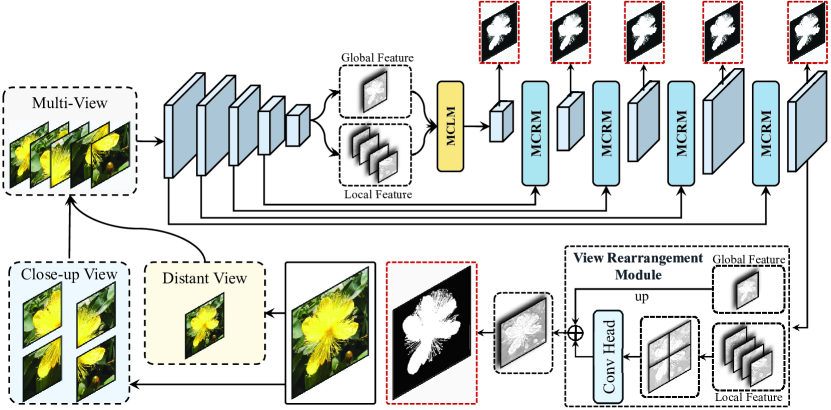 Multi-View
Global Feature
Local Feature
MCLM
MCRM
MCRM
MCRM
MCRM
Close-up View
Distant View
View Rearrangement
Module
Global Feature
up
Conv Head
Local Feature